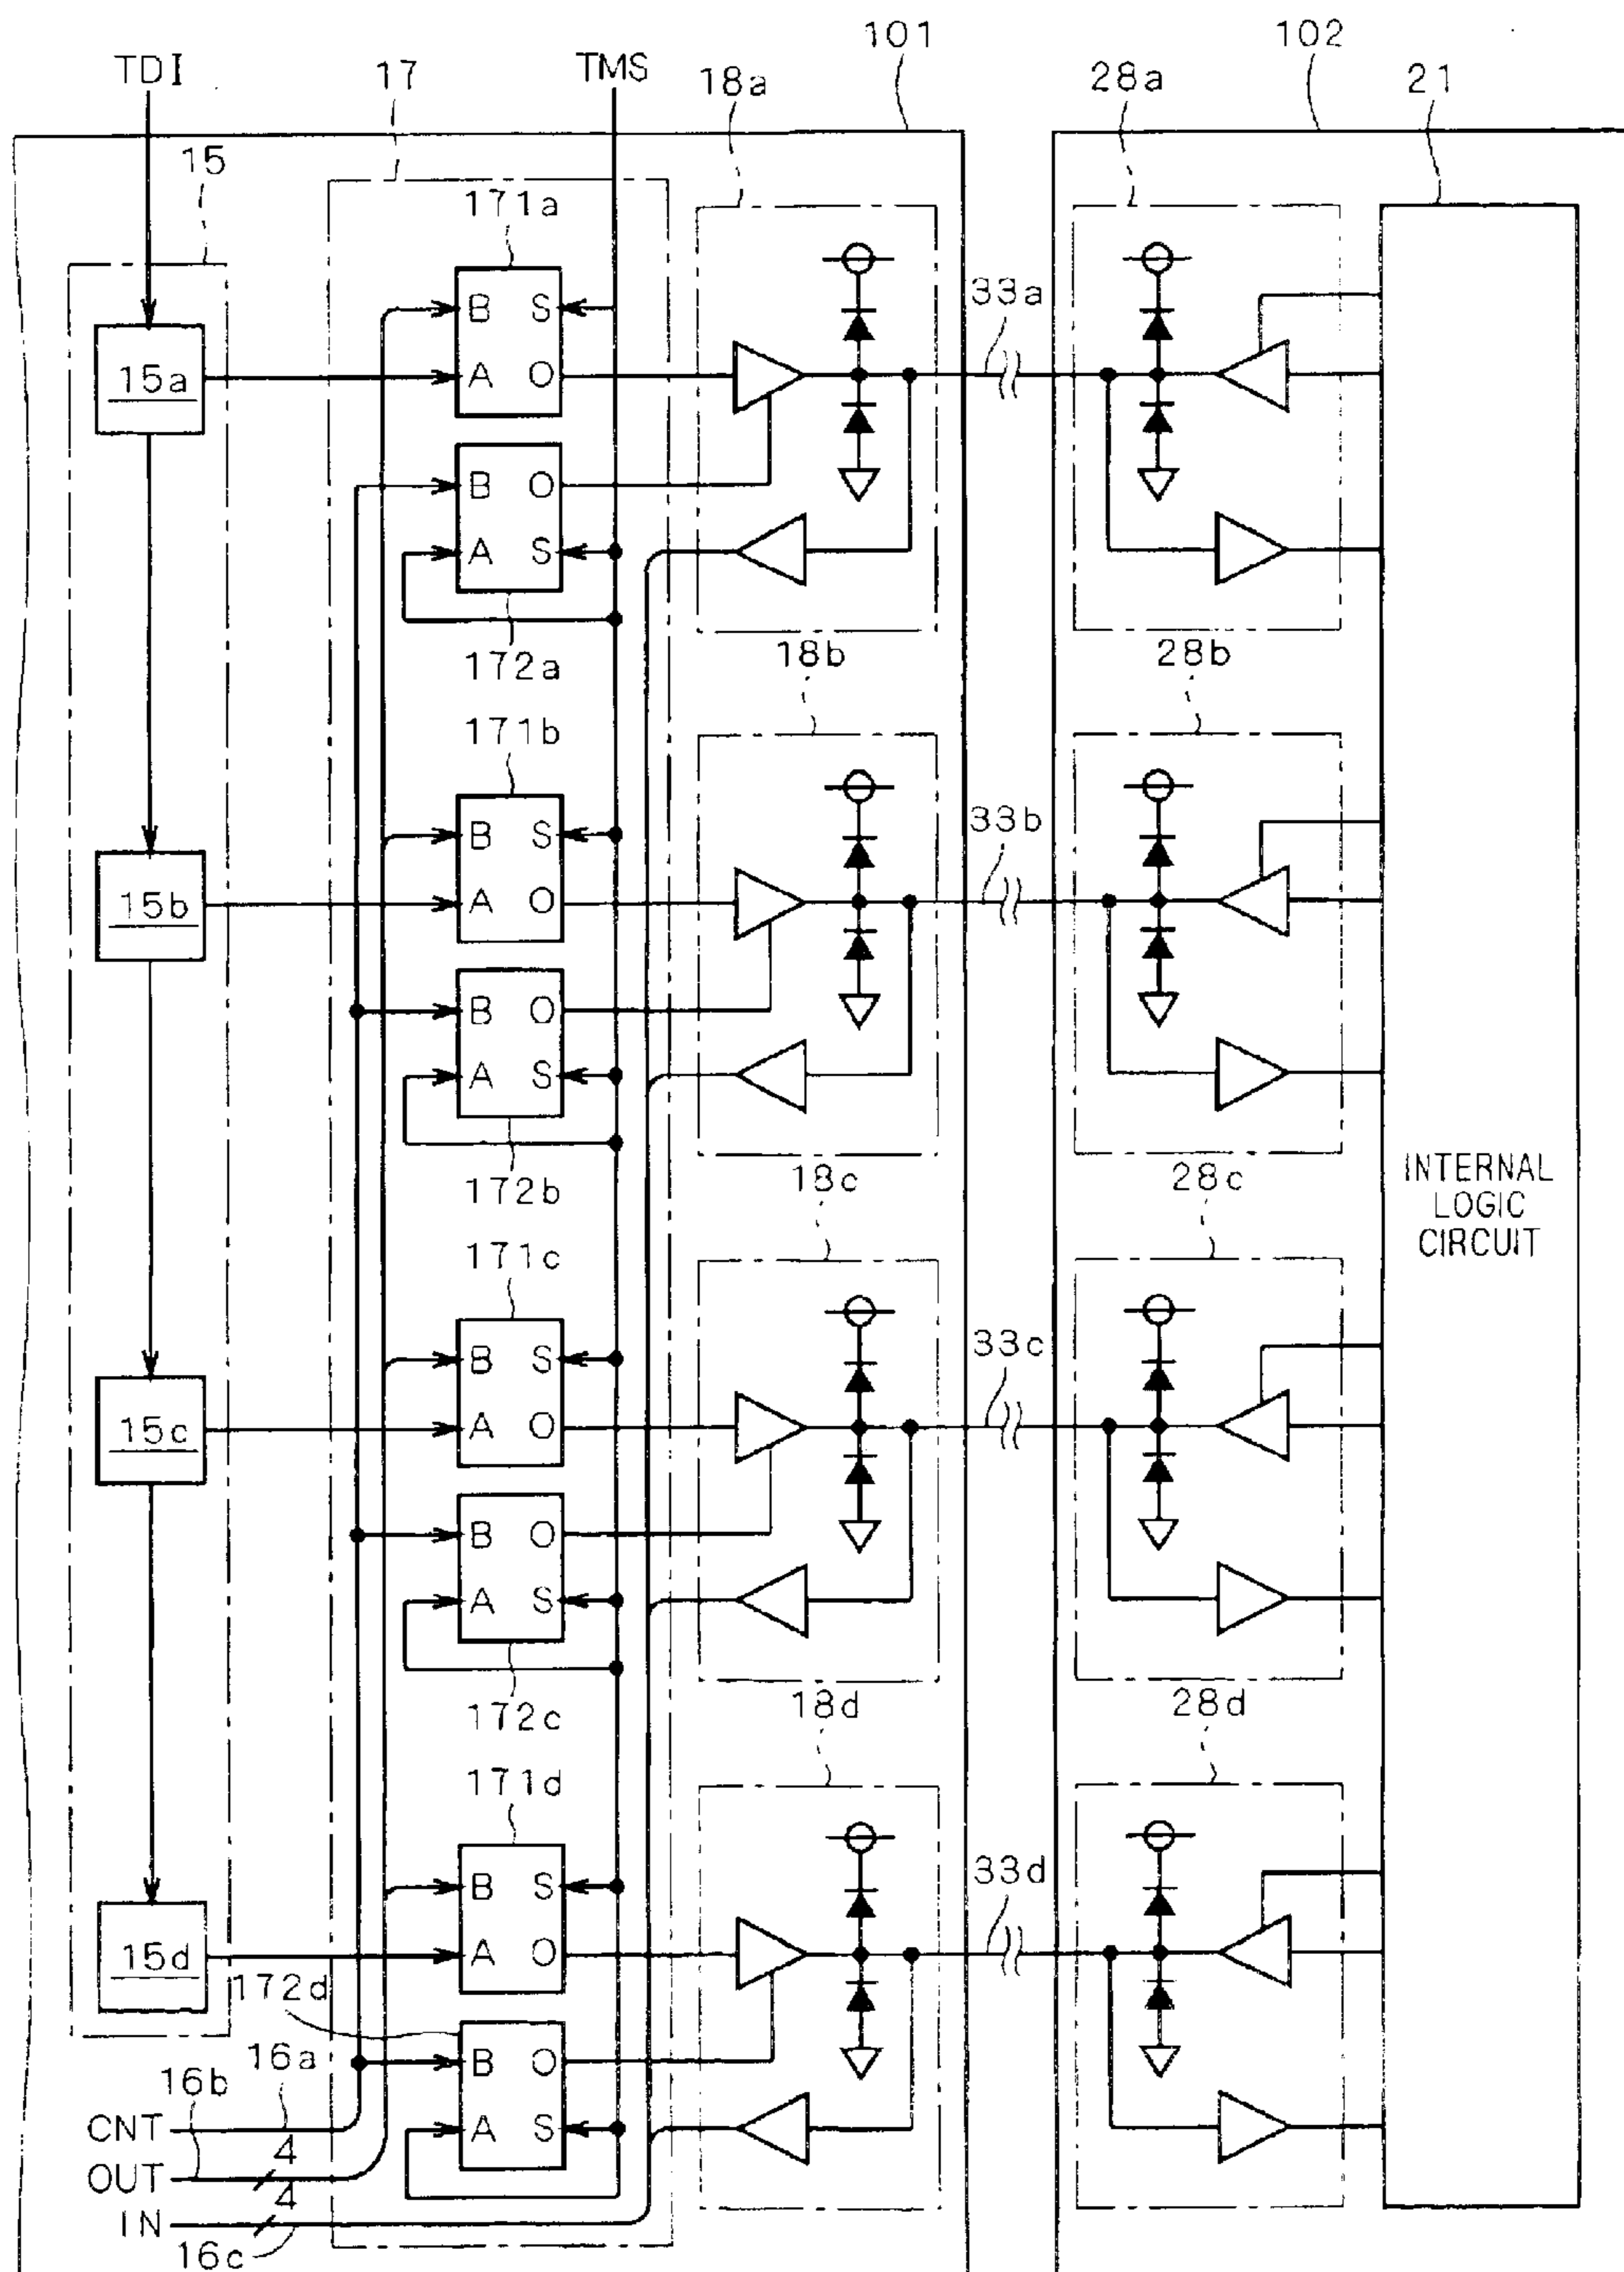 101
102
TDI
17
TMS
18a
28a
21
15
171a
B S
A O
33a
15a
B O
A S
172a
18b
28b
171b
B S
A O
33b
15b
B O
A S
172b
18c
28c
INTERNAL
LOGIC
CIRCUIT
171c
B S
A O
33c
15c
B O
A S
172c
18d
28d
171d
B S
A O
33d
15d
172d
B O
A S
16a
16b
CNT
4
OUT
4
IN
16c